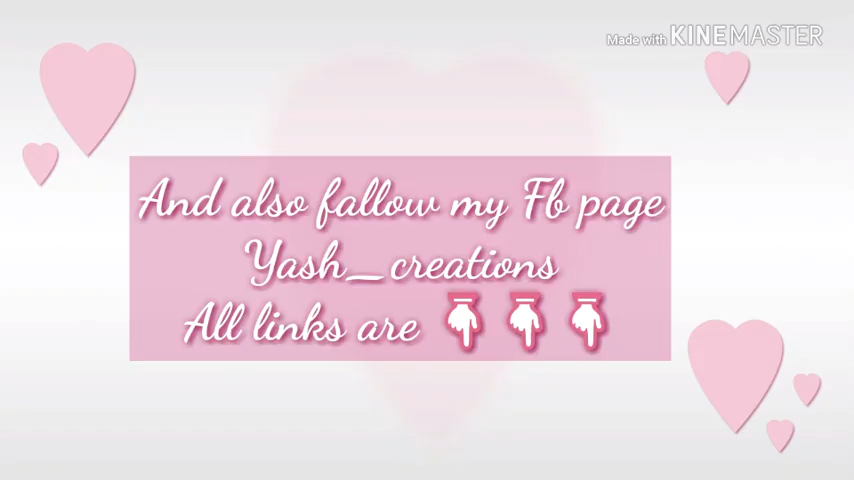 Made with KINEMASTER
And also fallow my Fb page
Yash_creations
All links are 👇👇👇